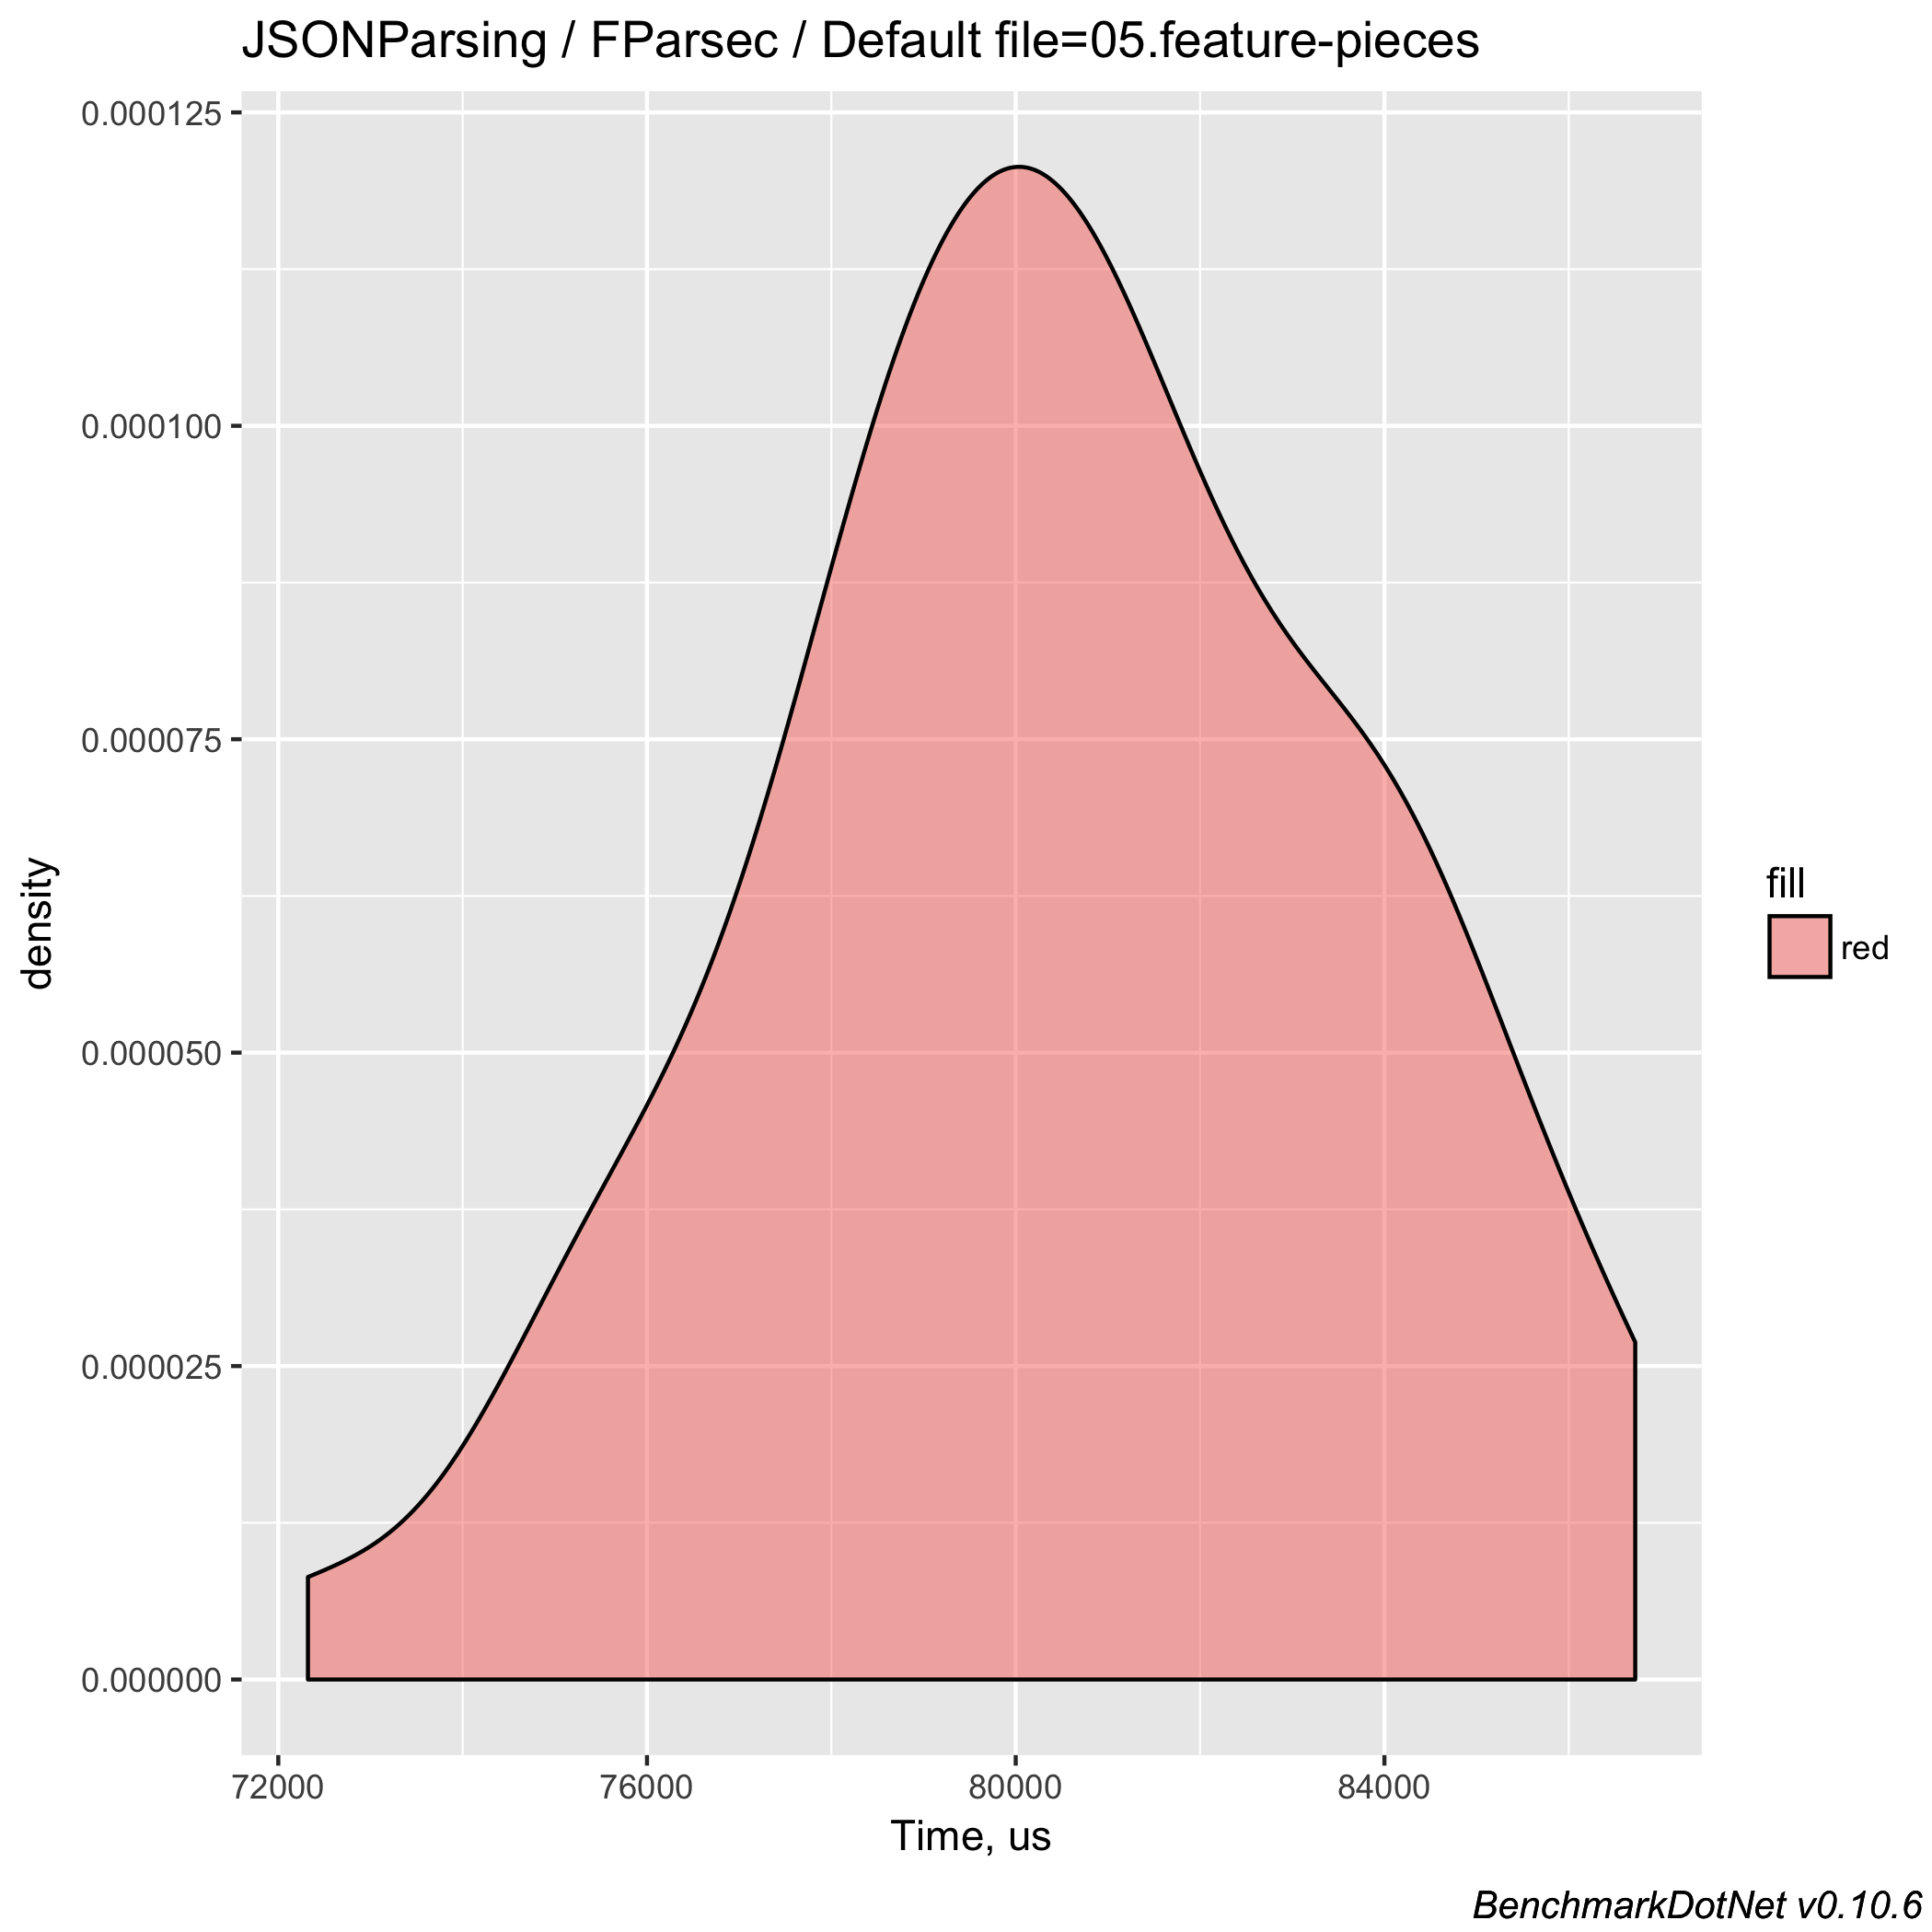 JSONParsing / FParsec / Default file=05.feature-pieces
0.000125
0.000100
0.000075
0.000050
0.000025
0.000000
density
72000 76000 80000 84000
Time, us
fill
red
BenchmarkDotNet v0.10.6